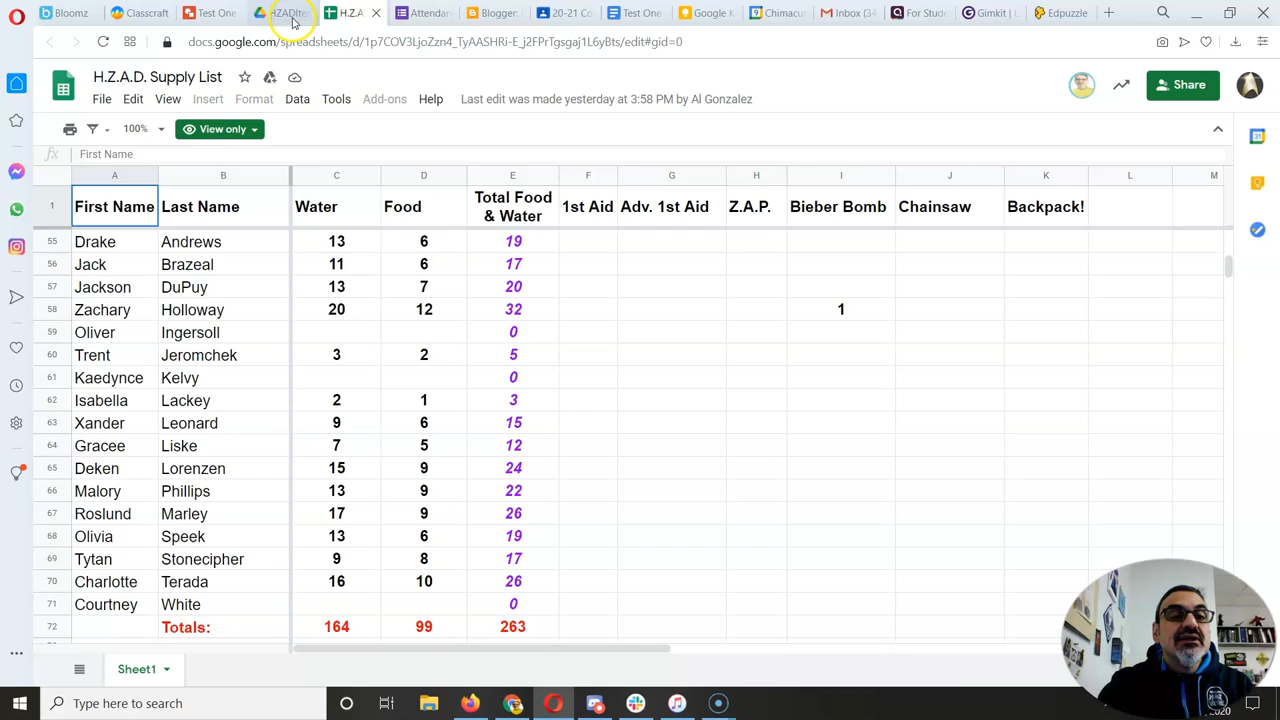 Bloomz Classcraft Test One HZADIte H.Z.A Attendan Blogger: 20-21 Co Test One Google K Chimacur Inbox (34 For Stude Gimkit | ( Edpuzzle
docs.google.com/spreadsheets/d/1p7COV3LjoZzn4_TyAASHRi-E_j2FPrTgsgaj1L6yBts/edit#gid=0
H.Z.A.D. Supply List
File Edit View Insert Format Data Tools Add-ons Help Last edit was made yesterday at 3:58 PM by Al Gonzalez
Share
100% View only
fx First Name
A B C D E F G H I J K L M
1 First Name Last Name Water Food Total Food & Water 1st Aid Adv. 1st Aid Z.A.P. Bieber Bomb Chainsaw Backpack!
55 Drake Andrews 13 6 19
56 Jack Brazeal 11 6 17
57 Jackson DuPuy 13 7 20
58 Zachary Holloway 20 12 32 1
59 Oliver Ingersoll 0
60 Trent Jeromchek 3 2 5
61 Kaedynce Kelvy 0
62 Isabella Lackey 2 1 3
63 Xander Leonard 9 6 15
64 Gracee Liske 7 5 12
65 Deken Lorenzen 15 9 24
66 Malory Phillips 13 9 22
67 Roslund Marley 17 9 26
68 Olivia Speek 13 6 19
69 Tytan Stonecipher 9 8 17
70 Charlotte Terada 16 10 26
71 Courtney White 0
72 Totals: 164 99 263
Sheet1
Type here to search